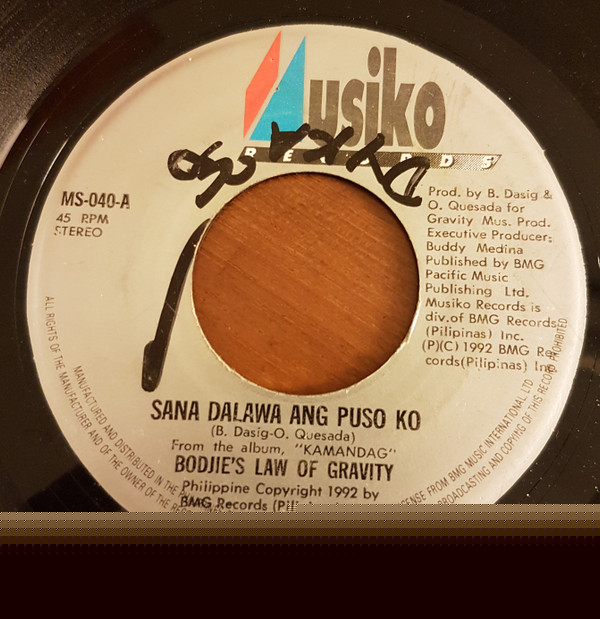 Musiko
RECORDS
MS-040-A
45 RPM
STEREO
Prod. by B. Dasig &
O. Quesada for
Gravity Mus. Prod.
Executive Producer:
Buddy Medina
Published by BMG
Pacific Music
Publishing Ltd.
Musiko Records is
div.of BMG Records
(Pilipinas) Inc.
(P)(C) 1992 BMG Re
cords(Pilipinas) Inc
SANA DALAWA ANG PUSO KO
(B. Dasig-O. Quesada)
From the album, "KAMANDAG"
BODJIE'S LAW OF GRAVITY
Philippine Copyright 1992 by
BMG Records (Pil
ALL RIGHTS OF THE MANUFACTURER AND OF THE OWNER OF THE
MANUFACTURED AND DISTRIBUTED IN THE
LICENSE FROM BMG MUSIC INTERNATIONAL LTD
BROADCASTING AND COPYING OF THIS RECORD PROHIBITED